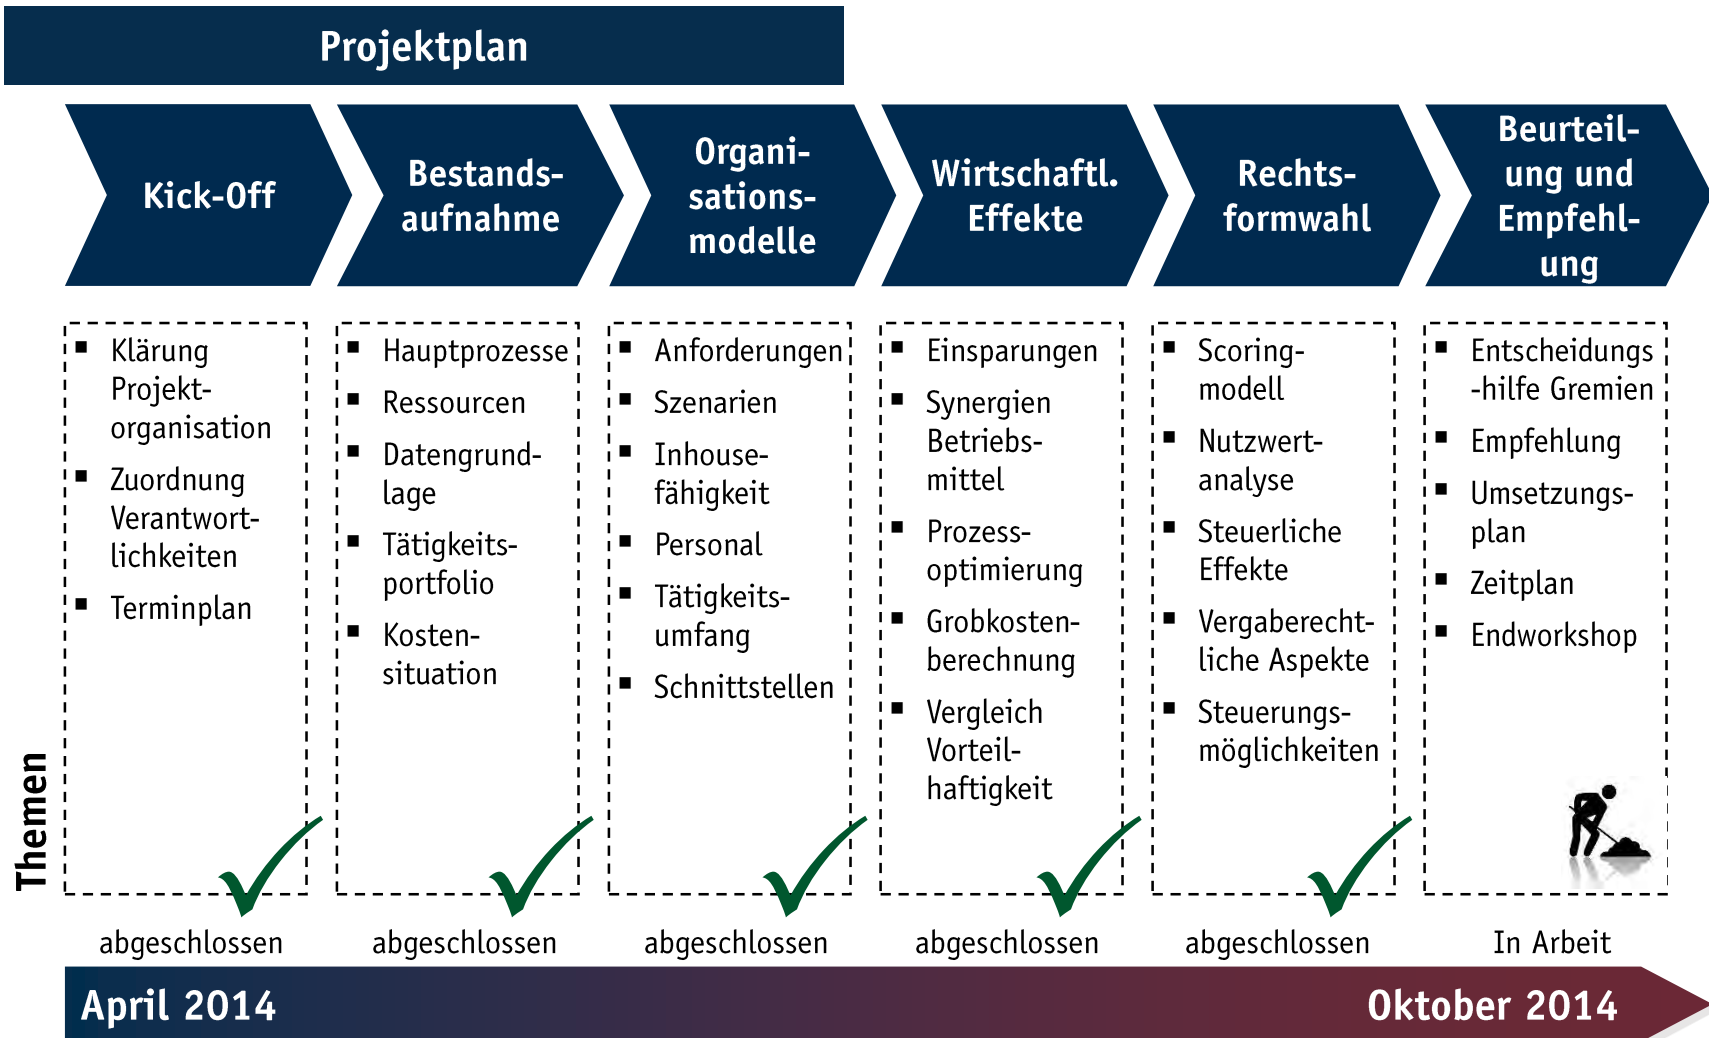 Projektplan
Kick-Off
Bestands-
aufnahme
Organi-
sations-
modelle
Wirtschaftl.
Effekte
Rechts-
formwahl
Beurteil-
ung und
Empfehl-
ung
Themen
▪ Klärung
Projekt-
organisation
▪ Zuordnung
Verantwort-
lichkeiten
▪ Terminplan
abgeschlossen
▪ Hauptprozesse
▪ Ressourcen
▪ Datengrund-
lage
▪ Tätigkeits-
portfolio
▪ Kosten-
situation
abgeschlossen
▪ Anforderungen
▪ Szenarien
▪ Inhouse-
fähigkeit
▪ Personal
▪ Tätigkeits-
umfang
▪ Schnittstellen
abgeschlossen
▪ Einsparungen
▪ Synergien
Betriebs-
mittel
▪ Prozess-
optimierung
▪ Grobkosten-
berechnung
▪ Vergleich
Vorteil-
haftigkeit
abgeschlossen
▪ Scoring-
modell
▪ Nutzwert-
analyse
▪ Steuerliche
Effekte
▪ Vergaberecht-
liche Aspekte
▪ Steuerungs-
möglichkeiten
abgeschlossen
▪ Entscheidungs
-hilfe Gremien
▪ Empfehlung
▪ Umsetzungs-
plan
▪ Zeitplan
▪ Endworkshop
In Arbeit
April 2014
Oktober 2014